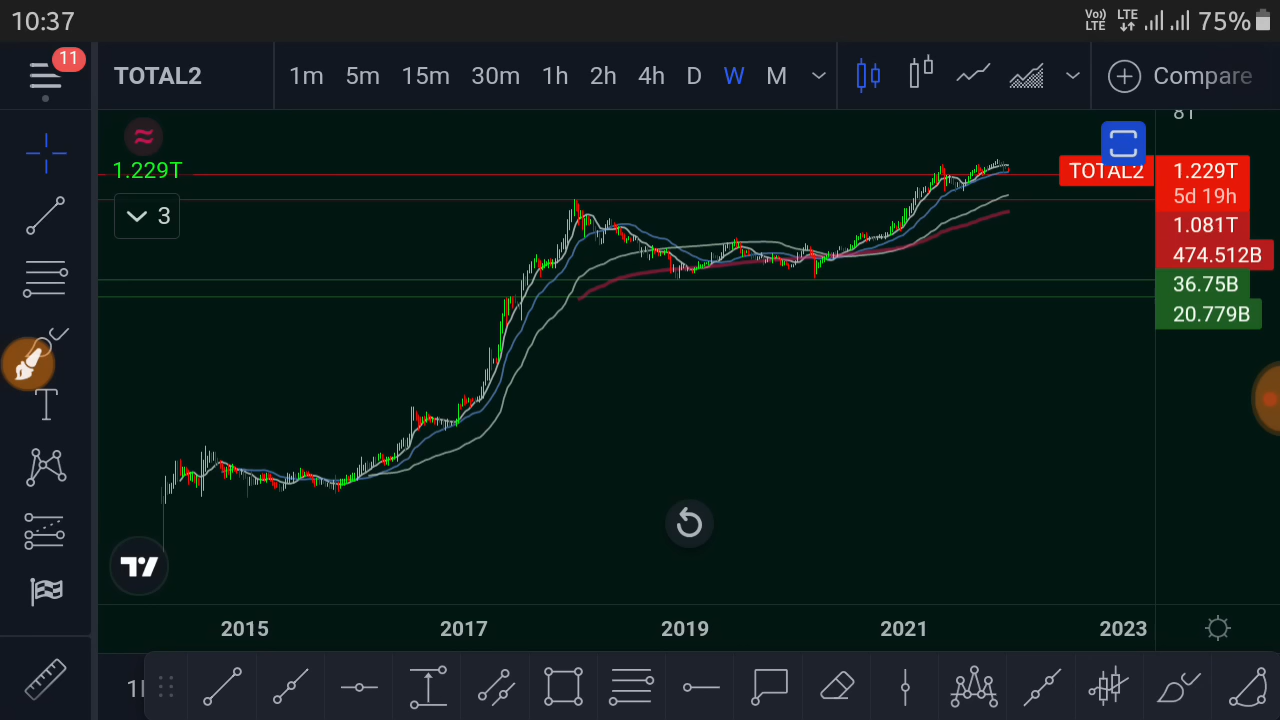 10:37 Vo) LTE LTE 75%
11
TOTAL2 1m 5m 15m 30m 1h 2h 4h D W M Compare
1.229T
3
TOTAL2 1.229T
5d 19h
1.081T
474.512B
36.75B
20.779B
2015 2017 2019 2021 2023